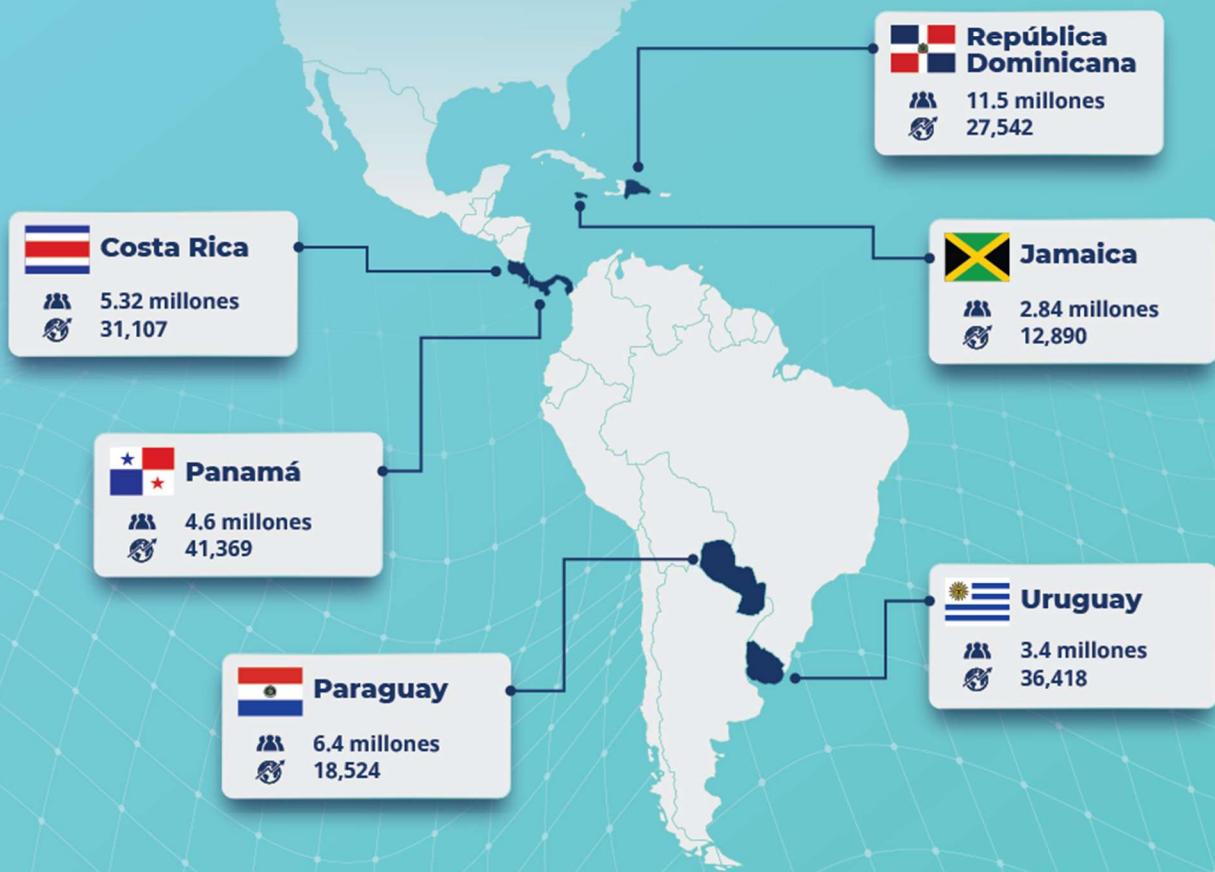 República
Dominicana
11.5 millones
27,542
Costa Rica
5.32 millones
31,107
Jamaica
2.84 millones
12,890
Panamá
4.6 millones
41,369
Uruguay
3.4 millones
36,418
Paraguay
6.4 millones
18,524